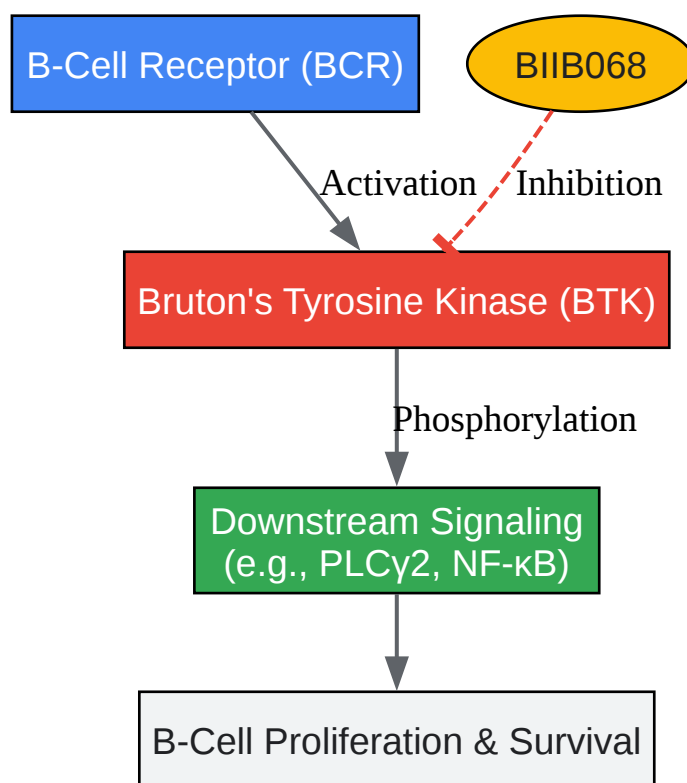 B-Cell Receptor (BCR)
BIIB068
Activation
Inhibition
Bruton's Tyrosine Kinase (BTK)
Phosphorylation
Downstream Signaling
(e.g., PLCγ2, NF-κB)
B-Cell Proliferation & Survival